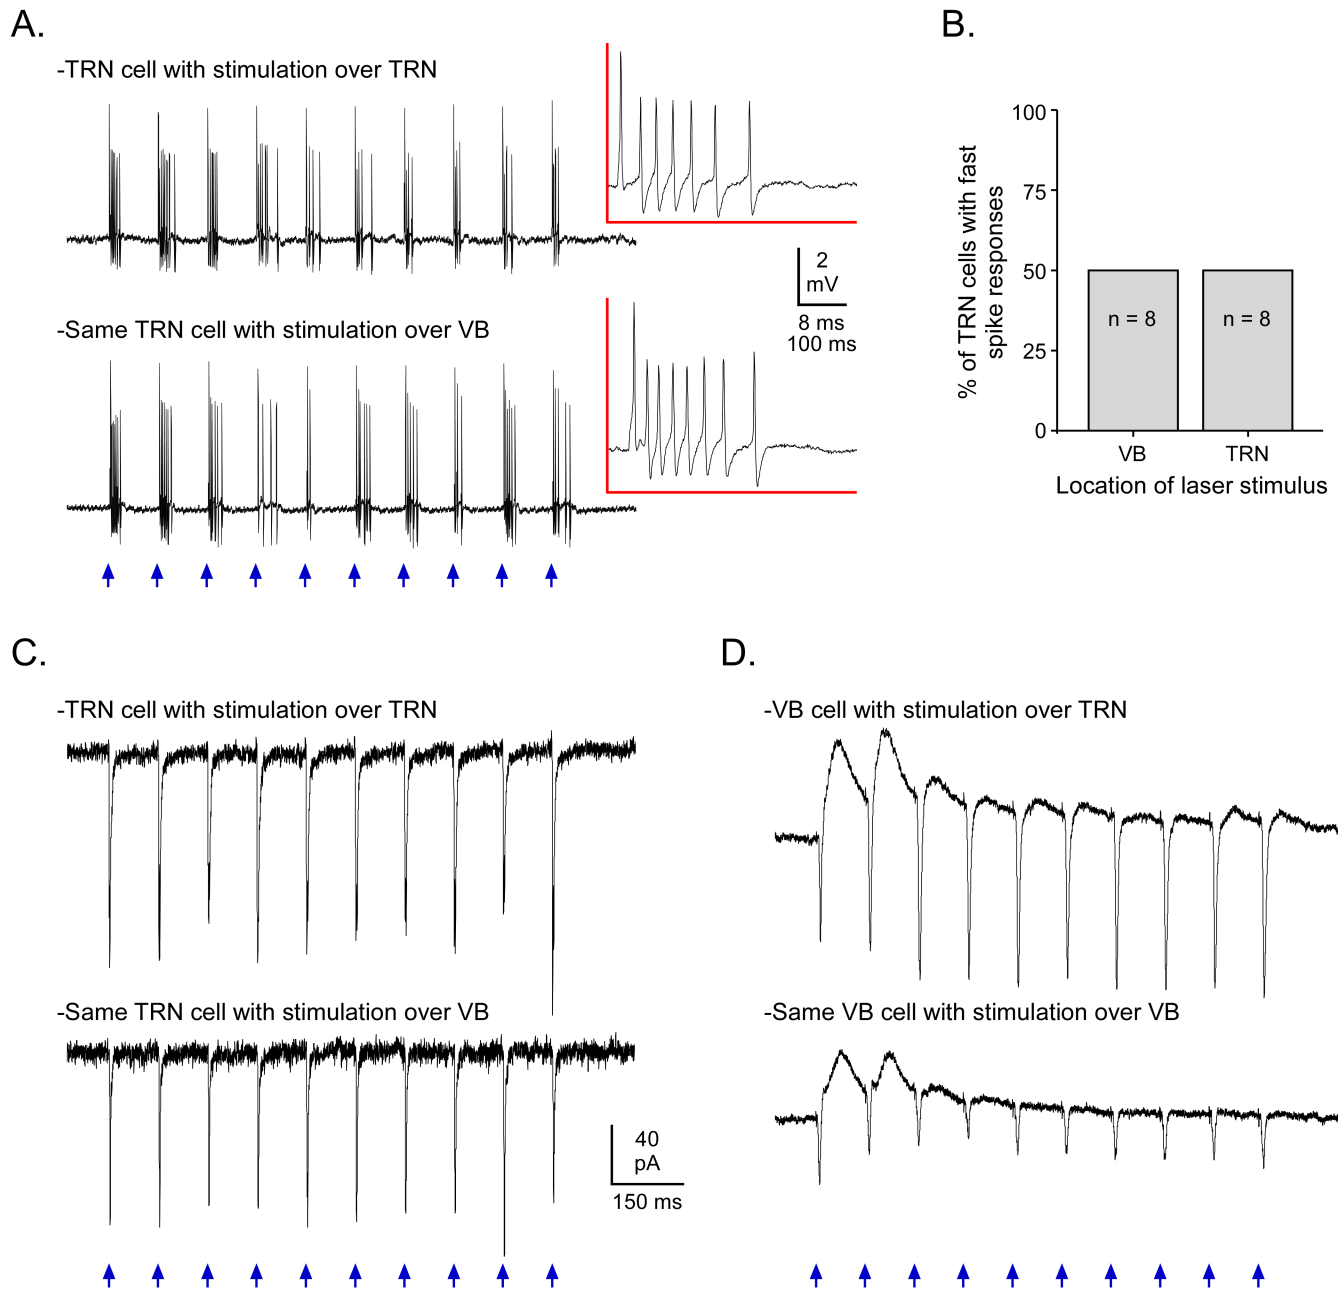 A.
-TRN cell with stimulation over TRN
-Same TRN cell with stimulation over VB
2
mV
8 ms
100 ms
B.
% of TRN cells with fast
spike responses
100
75
50
25
0
n = 8
n = 8
VB
TRN
Location of laser stimulus
C.
-TRN cell with stimulation over TRN
-Same TRN cell with stimulation over VB
40
pA
150 ms
D.
-VB cell with stimulation over TRN
-Same VB cell with stimulation over VB